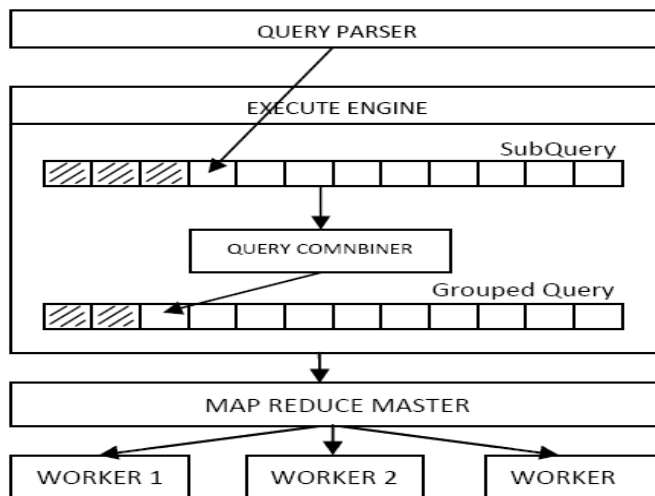 QUERY PARSER
EXECUTE ENGINE
SubQuery
QUERY COMNBINER
Grouped Query
MAP REDUCE MASTER
WORKER 1 WORKER 2 WORKER